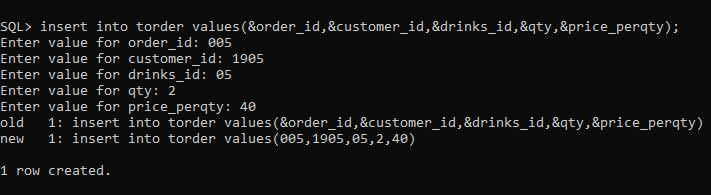 SQL> insert into torder values(&order_id,&customer_id,&drinks_id,&qty,&price_perqty);
Enter value for order_id: 005
Enter value for customer_id: 1905
Enter value for drinks_id: 05
Enter value for qty: 2
Enter value for price_perqty: 40
old   1: insert into torder values(&order_id,&customer_id,&drinks_id,&qty,&price_perqty)
new   1: insert into torder values(005,1905,05,2,40)
1 row created.